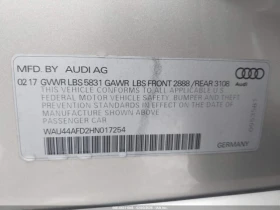 MFD. BY AUDI AG
02 17 GVWR LBS 5831 GAWR LBS FRONT 2888 / REAR 3106
THIS VEHICLE CONFORMS TO ALL APPLICABLE
FEDERAL MOTOR VEHICLE SAFETY, BUMPER AND THEFT
PREVENTION STANDARDS IN EFFECT ON THE DATE OF
MANUFACTURE SHOWN ABOVE
PASSENGER CAR
WAU44AFD2HN017254
GERMANY
Audi